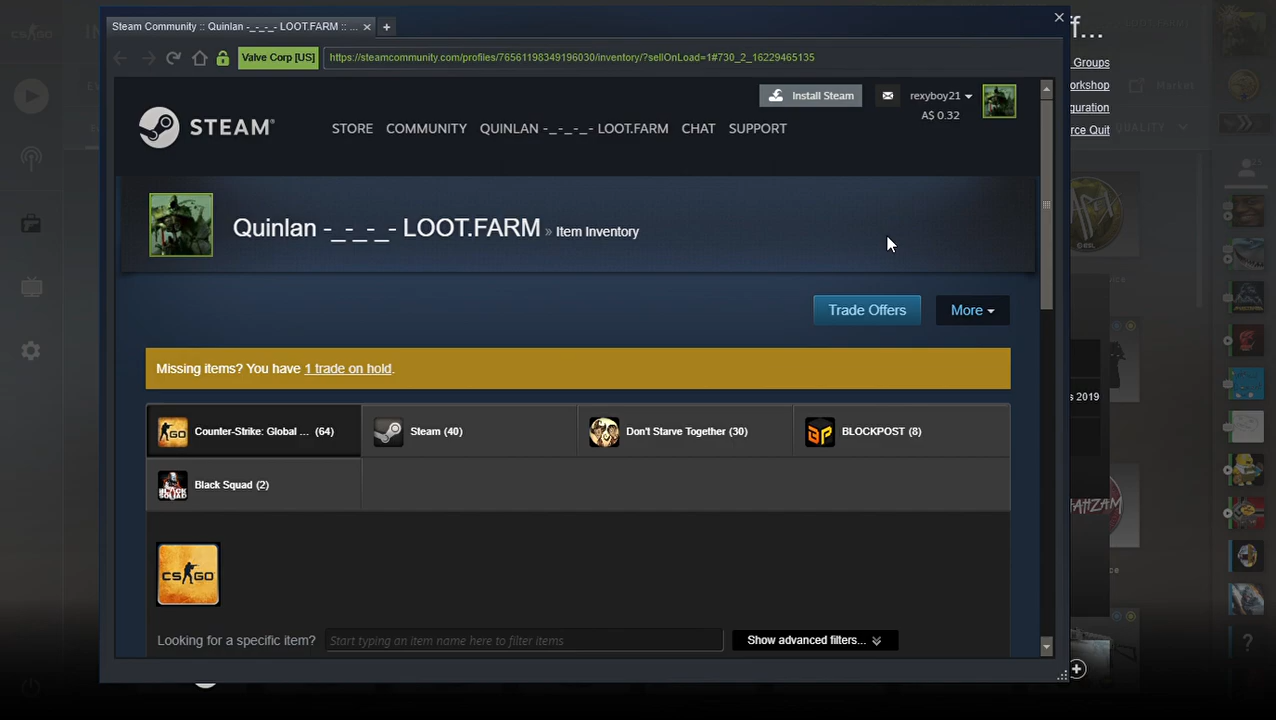 Steam Community :: Quinlan -_-_-_- LOOT.FARM :: ...
Valve Corp [US]
https://steamcommunity.com/profiles/76561198349196030/inventory/?sellOnLoad=1#730_2_16229465135
Install Steam
rexyboy21
A$ 0.32
STEAM®
STORE COMMUNITY QUINLAN -_-_-_- LOOT.FARM CHAT SUPPORT
Quinlan -_-_-_- LOOT.FARM » Item Inventory
Trade Offers
More
Missing items? You have 1 trade on hold.
Counter-Strike: Global ... (64)
Steam (40)
Don't Starve Together (30)
BLOCKPOST (8)
Black Squad (2)
CS GO
Looking for a specific item?
Start typing an item name here to filter items
Show advanced filters...
f...
Groups
orkshop
Market
guration
rce Quit
QUALITY
s 2019